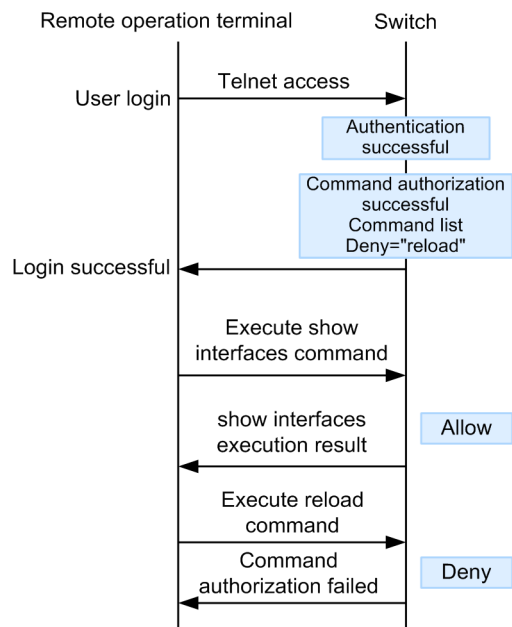 Remote operation terminal
Switch
Telnet access
User login
Authentication
successful
Command authorization
successful
Command list
Deny="reload"
Login successful
Execute show
interfaces command
show interfaces
execution result
Allow
Execute reload
command
Command
authorization failed
Deny